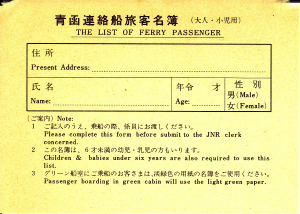 青函連絡船旅客名簿 (大人・小児用)
THE LIST OF FERRY PASSENGER
住所
Present Address:
氏名 年令 才 性別
Name: Age: 男(Male)
女(Female)
(ご案内) Note:
1 ご記入のうえ、乗船の際、係員にお渡しください。
Please complete this form before submit to the JNR clerk
concerned.
2 この名簿は、6才未満の幼児・乳児の方もいります。
Children & babies under six years are also required to use this
list.
3 グリーン船室にご乗船のお客さまは、淡緑色の用紙の名簿をご使用ください。
Passenger boarding in green cabin will use the light green paper.